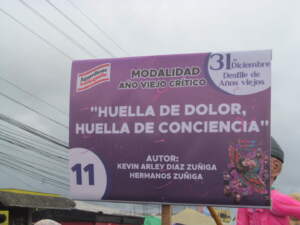 MODALIDAD
AÑO VIEJO CRÍTICO
31 de
Diciembre
Desfile de
Años viejos
"HUELLA DE DOLOR,
HUELLA DE CONCIENCIA"
11
AUTOR:
KEVIN ARLEY DIAZ ZUÑIGA
HERMANOS ZUÑIGA